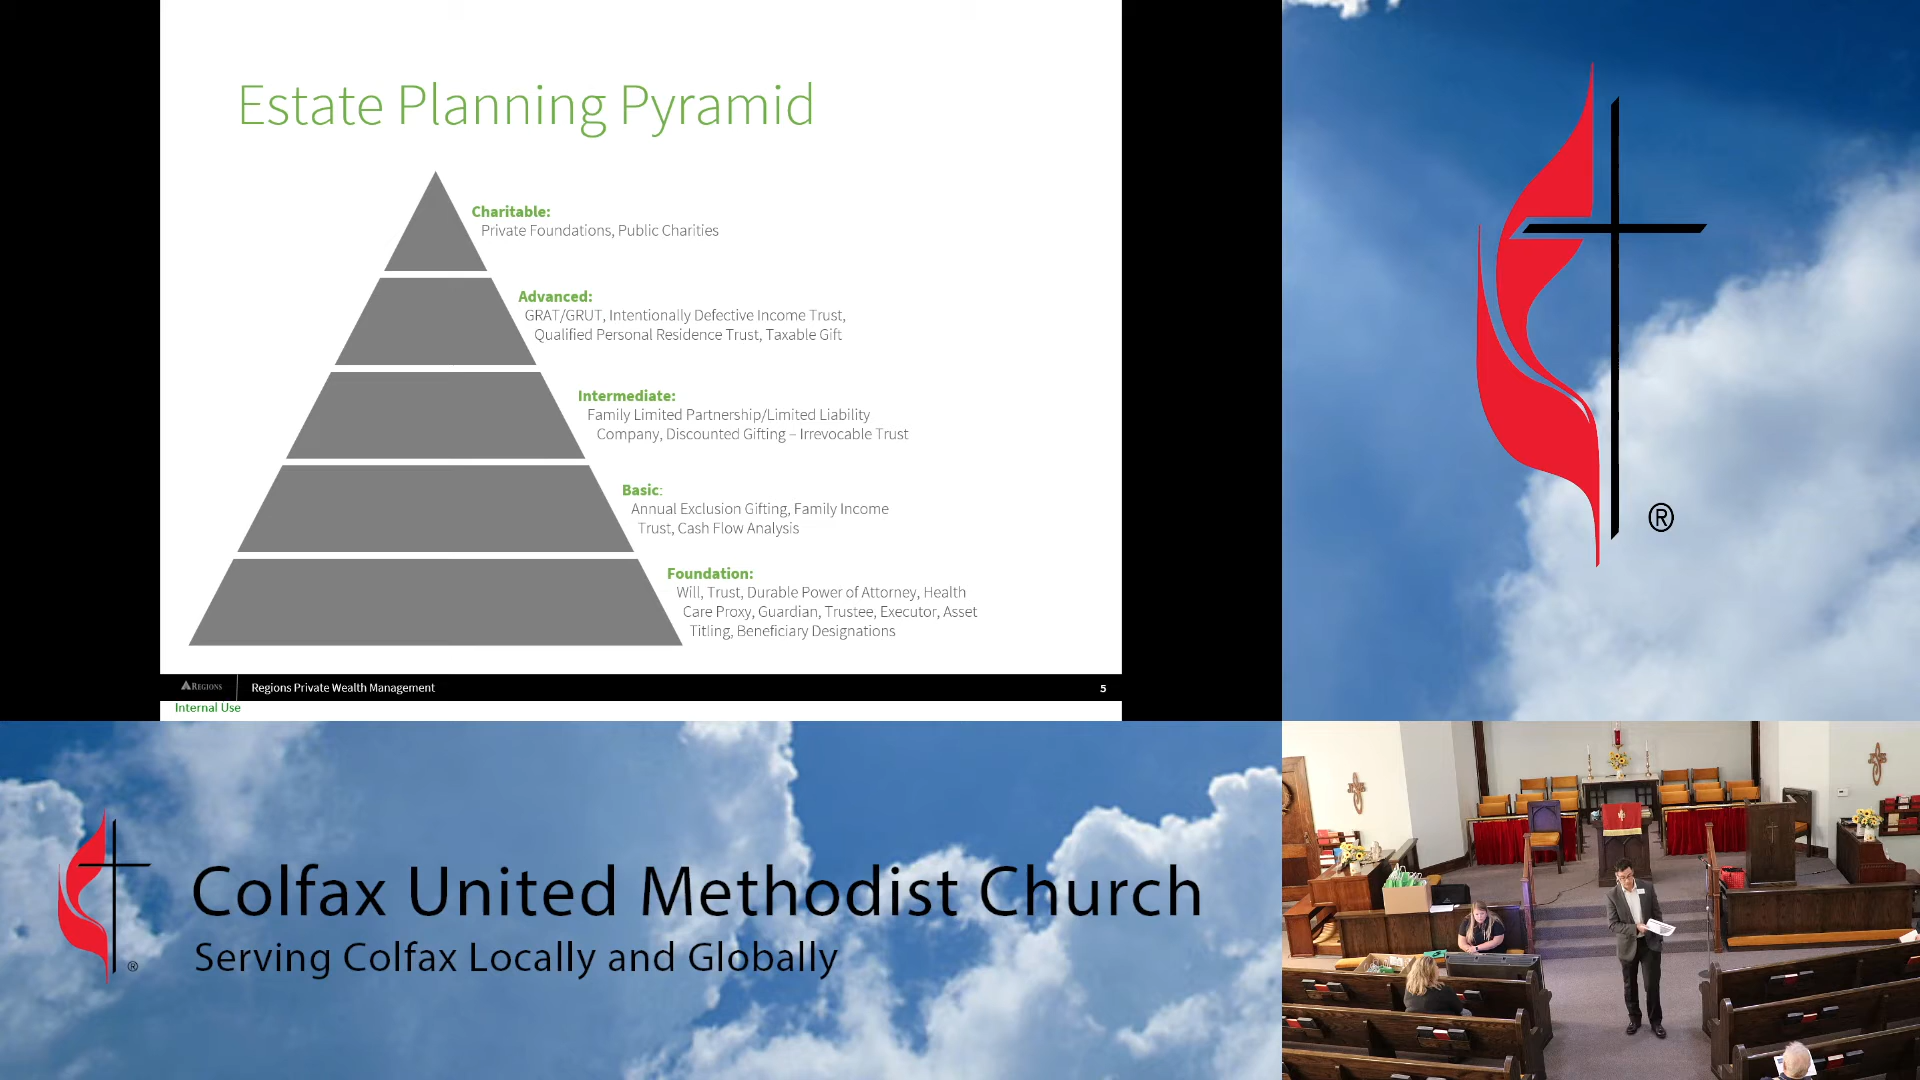 Estate Planning Pyramid
Charitable:
Private Foundations, Public Charities
Advanced:
GRAT/GRUT, Intentionally Defective Income Trust,
Qualified Personal Residence Trust, Taxable Gift
Intermediate:
Family Limited Partnership/Limited Liability
Company, Discounted Gifting – Irrevocable Trust
Basic:
Annual Exclusion Gifting, Family Income
Trust, Cash Flow Analysis
Foundation:
Will, Trust, Durable Power of Attorney, Health
Care Proxy, Guardian, Trustee, Executor, Asset
Titling, Beneficiary Designations
REGIONS
Regions Private Wealth Management
5
Internal Use
®
Colfax United Methodist Church
Serving Colfax Locally and Globally
®